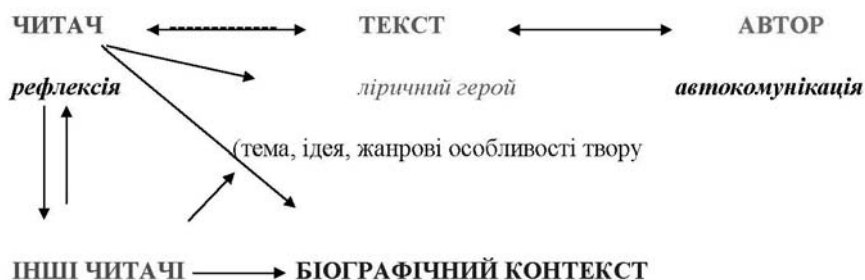 ЧИТАЧ ТЕКСТ АВТОР
рефлексія ліричний герой автокомунікація
(тема, ідея, жанрові особливості твору
ІНШІ ЧИТАЧІ БІОГРАФІЧНИЙ КОНТЕКСТ